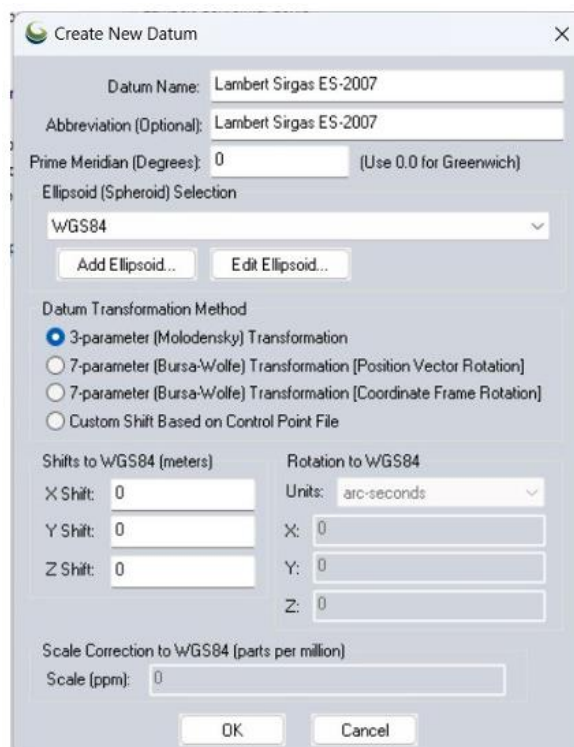 Create New Datum
Datum Name: Lambert Sirgas ES-2007
Abbreviation (Optional): Lambert Sirgas ES-2007
Prime Meridian (Degrees): 0 (Use 0.0 for Greenwich)
Ellipsoid (Spheroid) Selection
WGS84
Add Ellipsoid... Edit Ellipsoid...
Datum Transformation Method
3-parameter (Molodensky) Transformation
7-parameter (Bursa-Wolfe) Transformation [Position Vector Rotation]
7-parameter (Bursa-Wolfe) Transformation [Coordinate Frame Rotation]
Custom Shift Based on Control Point File
Shifts to WGS84 (meters) Rotation to WGS84
X Shift: 0 Units: arc-seconds
Y Shift: 0 X: 0
Z Shift: 0 Y: 0
Z: 0
Scale Correction to WGS84 (parts per million)
Scale (ppm): 0
OK Cancel